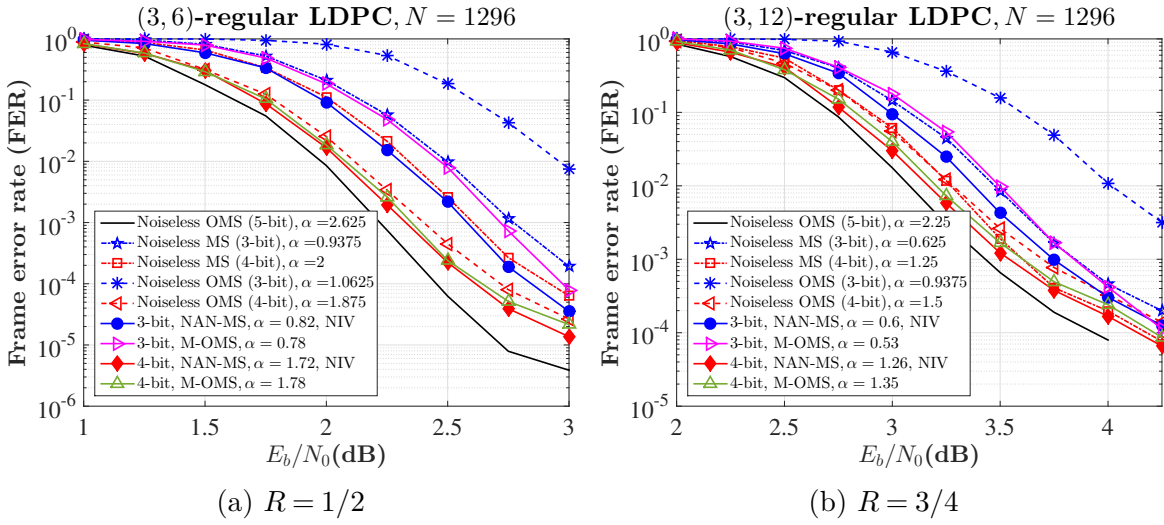 (3, 6)-regular LDPC, N = 1296
Frame error rate (FER)
10^0
10^-1
10^-2
10^-3
10^-4
10^-5
10^-6
Noiseless OMS (5-bit), α =2.625
Noiseless MS (3-bit), α =0.9375
Noiseless MS (4-bit), α =2
Noiseless OMS (3-bit), α =1.0625
Noiseless OMS (4-bit), α =1.875
3-bit, NAN-MS, α = 0.82, NIV
3-bit, M-OMS, α = 0.78
4-bit, NAN-MS, α = 1.72, NIV
4-bit, M-OMS, α = 1.78
1 1.5 2 2.5 3
E_b/N_0(dB)
(a) R = 1/2
(3, 12)-regular LDPC, N = 1296
Frame error rate (FER)
10^0
10^-1
10^-2
10^-3
10^-4
10^-5
Noiseless OMS (5-bit), α =2.25
Noiseless MS (3-bit), α =0.625
Noiseless MS (4-bit), α =1.25
Noiseless OMS (3-bit), α =0.9375
Noiseless OMS (4-bit), α =1.5
3-bit, NAN-MS, α = 0.6, NIV
3-bit, M-OMS, α = 0.53
4-bit, NAN-MS, α = 1.26, NIV
4-bit, M-OMS, α = 1.35
2 2.5 3 3.5 4
E_b/N_0(dB)
(b) R = 3/4